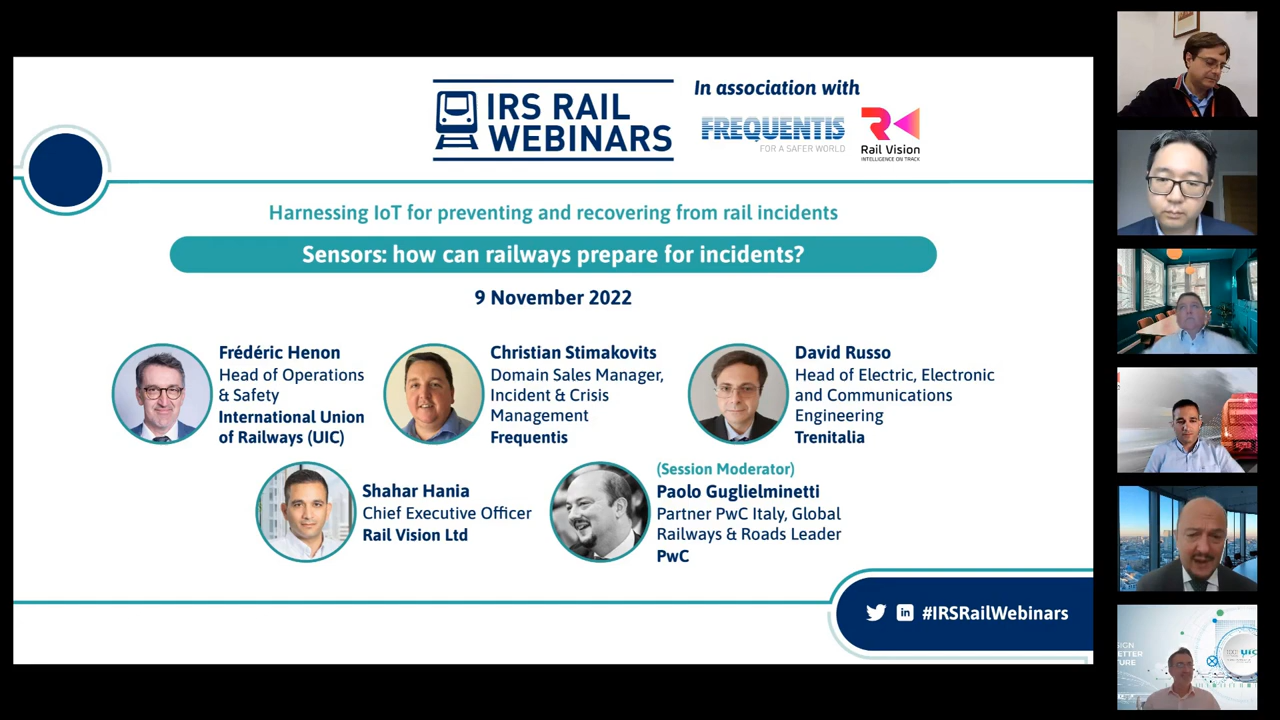 IRS RAIL
WEBINARS
In association with
FREQUENTIS
FOR A SAFER WORLD
Rail Vision
INTELLIGENCE ON TRACK
Harnessing IoT for preventing and recovering from rail incidents
Sensors: how can railways prepare for incidents?
9 November 2022
Frédéric Henon
Head of Operations
& Safety
International Union
of Railways (UIC)
Christian Stimakovits
Domain Sales Manager,
Incident & Crisis
Management
Frequentis
David Russo
Head of Electric, Electronic
and Communications
Engineering
Trenitalia
Shahar Hania
Chief Executive Officer
Rail Vision Ltd
(Session Moderator)
Paolo Guglielminetti
Partner PwC Italy, Global
Railways & Roads Leader
PwC
#IRSRailWebinars
UIC